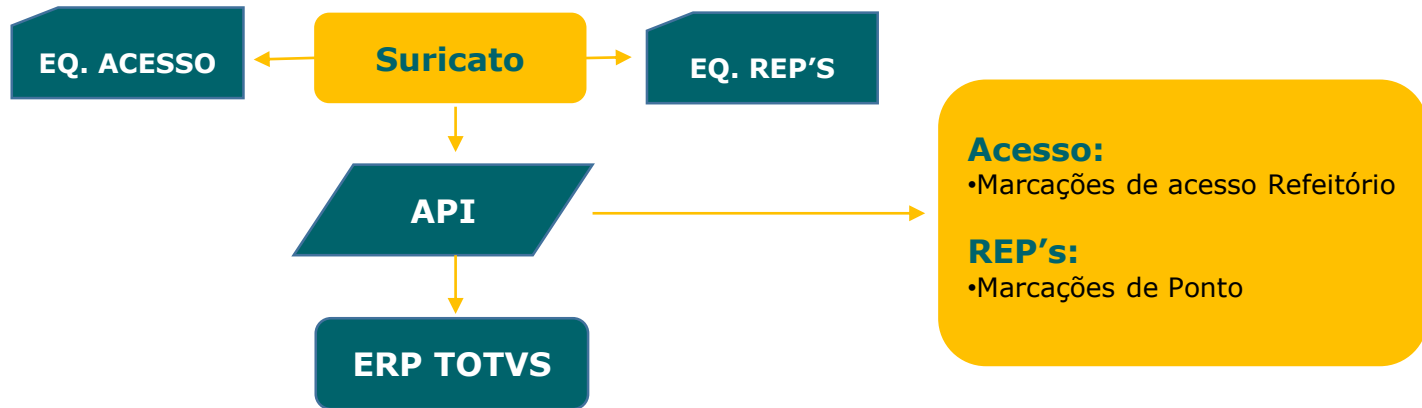 EQ. ACESSO
Suricato
EQ. REP’S
API
Acesso:
•Marcações de acesso Refeitório
REP’s:
•Marcações de Ponto
ERP TOTVS